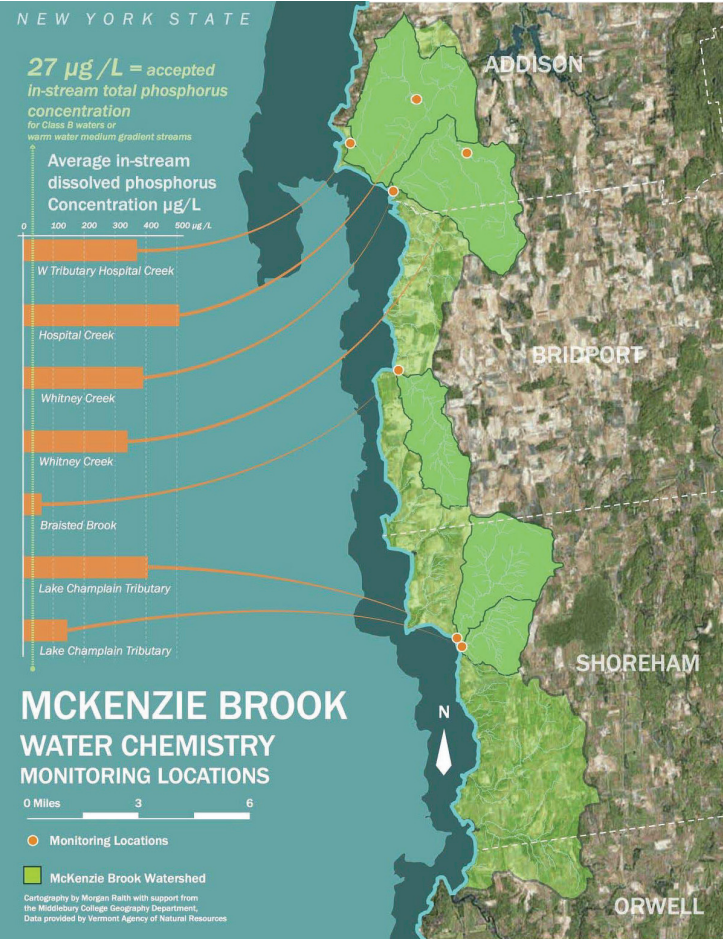 NEW YORK STATE
27 µg /L = accepted
in-stream total phosphorus
concentration
for Class B waters or
warm water medium gradient streams
Average in-stream
dissolved phosphorus
Concentration µg/L
0 100 200 300 400 500 µg/L
W Tributary Hospital Creek
Hospital Creek
Whitney Creek
Whitney Creek
Braisted Brook
Lake Champlain Tributary
Lake Champlain Tributary
ADDISON
BRIDPORT
SHOREHAM
ORWELL
MCKENZIE BROOK
WATER CHEMISTRY
MONITORING LOCATIONS
N
0 Miles 3 6
Monitoring Locations
McKenzie Brook Watershed
Cartography by Morgan Raith with support from
the Middlebury College Geography Department,
Data provided by Vermont Agency of Natural Resources